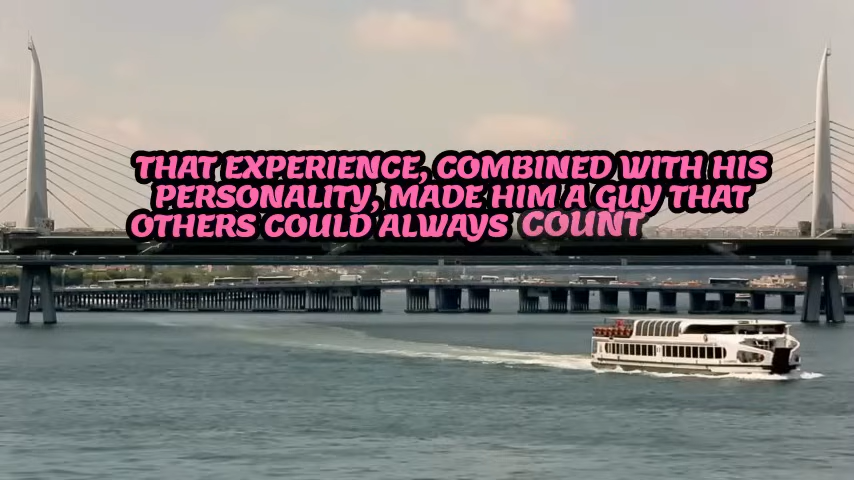 THAT EXPERIENCE, COMBINED WITH HIS
PERSONALITY, MADE HIM A GUY THAT
OTHERS COULD ALWAYS COUNT